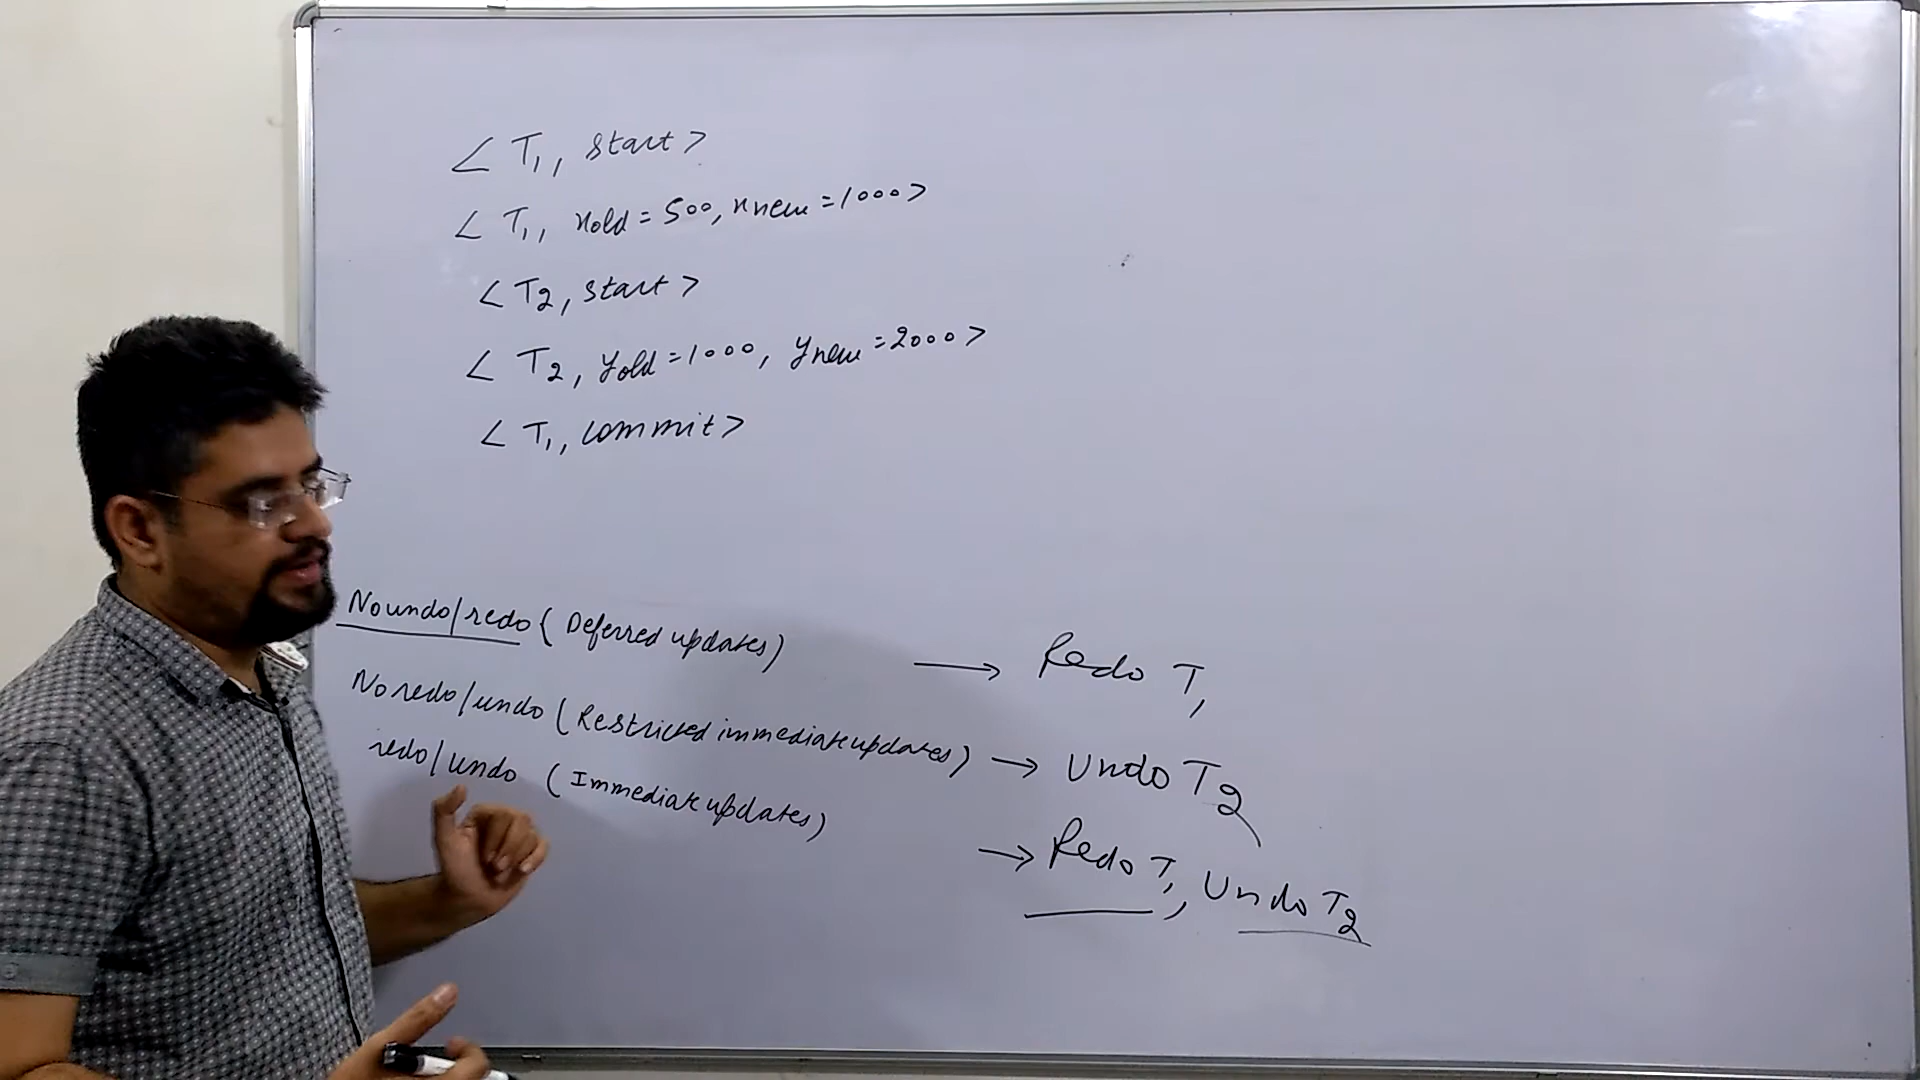 < T1, start >
< T1, xold = 500, xnew = 1000 >
< T2, start >
< T2, yold = 1000, ynew = 2000 >
< T1, commit >
No undo/redo ( Deferred updates) → Redo T1
No redo/undo ( Restricted immediate updates) → Undo T2
redo/undo ( Immediate updates) → Redo T1, Undo T2